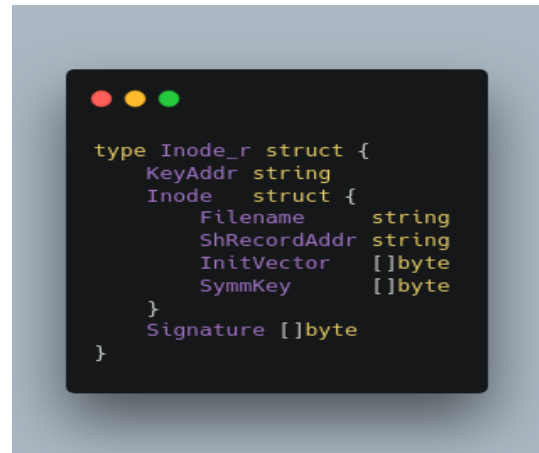 type Inode_r struct {
    KeyAddr string
    Inode   struct {
        Filename      string
        ShRecordAddr string
        InitVector   []byte
        SymmKey      []byte
    }
    Signature []byte
}